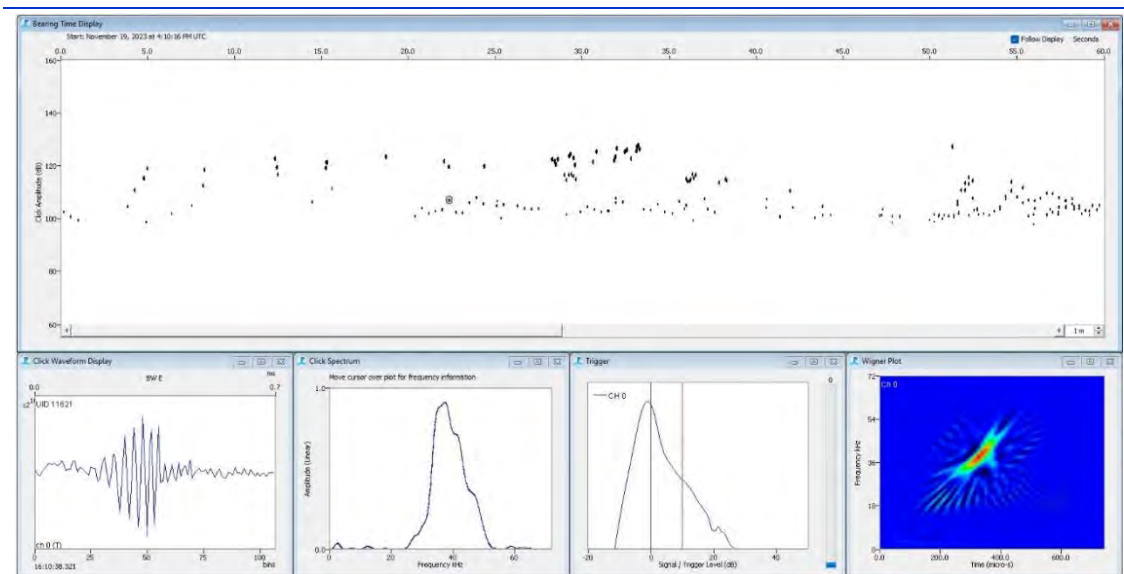 Bearing Time Display
Start: November 19, 2023 at 4:10:16 PM UTC
Follow Display Seconds
0.0 5.0 10.0 15.0 20.0 25.0 30.0 35.0 40.0 45.0 50.0 55.0 60.0
160
140
120
100
80
60
Click Amplitude (dB)
1 m
Click Waveform Display
SW E
ms
0.0 0.7
UID 11621
ch 0 (T)
0 25 50 75 100
bins
16:10:38.321
Click Spectrum
Move cursor over plot for frequency information
1.0
Amplitude (Linear)
0.0
0 20 40 60
Frequency kHz
Trigger
0
CH 0
-20 0 20 40
Signal / Trigger Level (dB)
Wigner Plot
Ch 0
72
54
36
18
0
Frequency kHz
0.0 200.0 400.0 600.0
Time (micro-s)